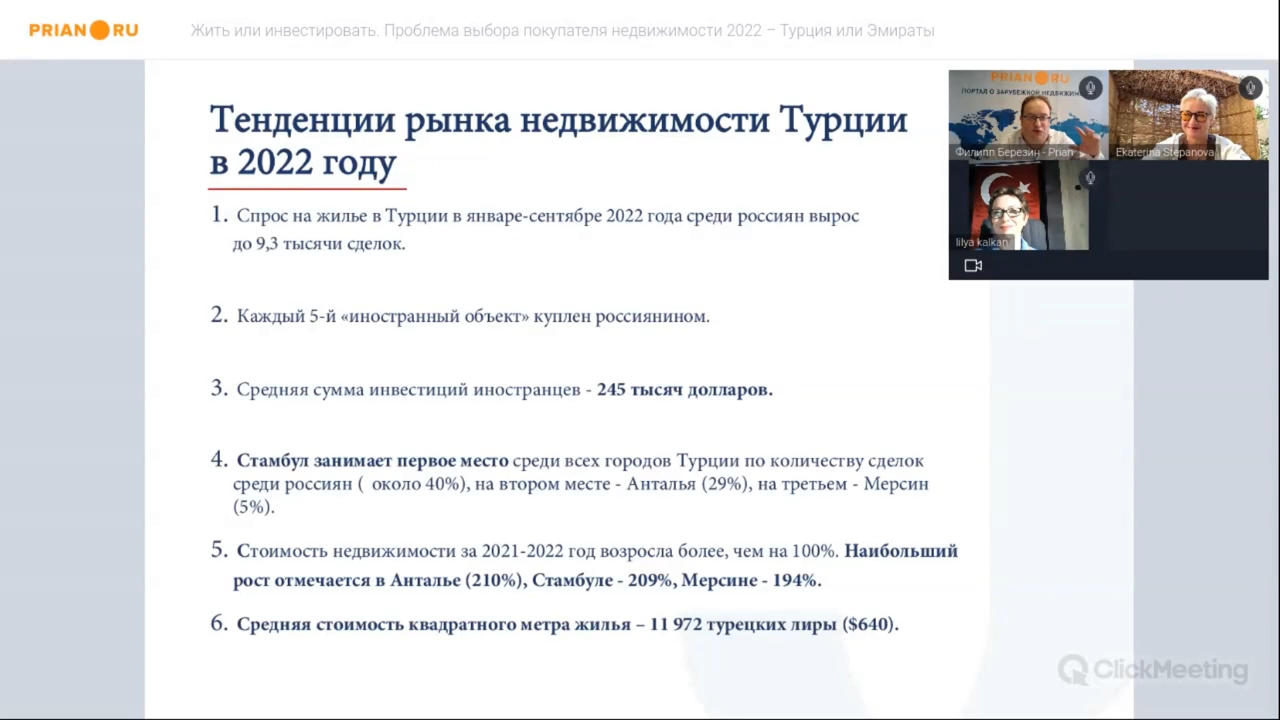 PRIAN RU
Жить или инвестировать. Проблема выбора покупателя недвижимости 2022 – Турция или Эмираты
PRIAN RU
ПОРТАЛ О ЗАРУБЕЖНОЙ НЕДВИЖИМ
Филипп Березин - Prian
Ekaterina Stepanova
lilya kalkan
Тенденции рынка недвижимости Турции
в 2022 году
1. Спрос на жилье в Турции в январе-сентябре 2022 года среди россиян вырос
до 9,3 тысячи сделок.
2. Каждый 5-й «иностранный объект» куплен россиянином.
3. Средняя сумма инвестиций иностранцев - 245 тысяч долларов.
4. Стамбул занимает первое место среди всех городов Турции по количеству сделок
среди россиян ( около 40%), на втором месте - Анталья (29%), на третьем - Мерсин
(5%).
5. Стоимость недвижимости за 2021-2022 год возросла более, чем на 100%. Наибольший
рост отмечается в Анталье (210%), Стамбуле - 209%, Мерсине - 194%.
6. Средняя стоимость квадратного метра жилья – 11 972 турецких лиры ($640).
ClickMeeting